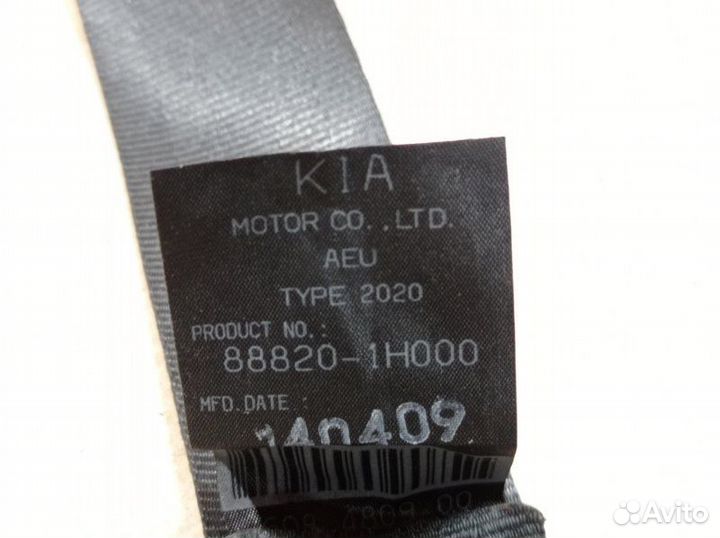 KIA
MOTOR CO.,LTD.
AEU
TYPE 2020
PRODUCT NO.:
88820-1H000
MFD.DATE :
140409
Avito